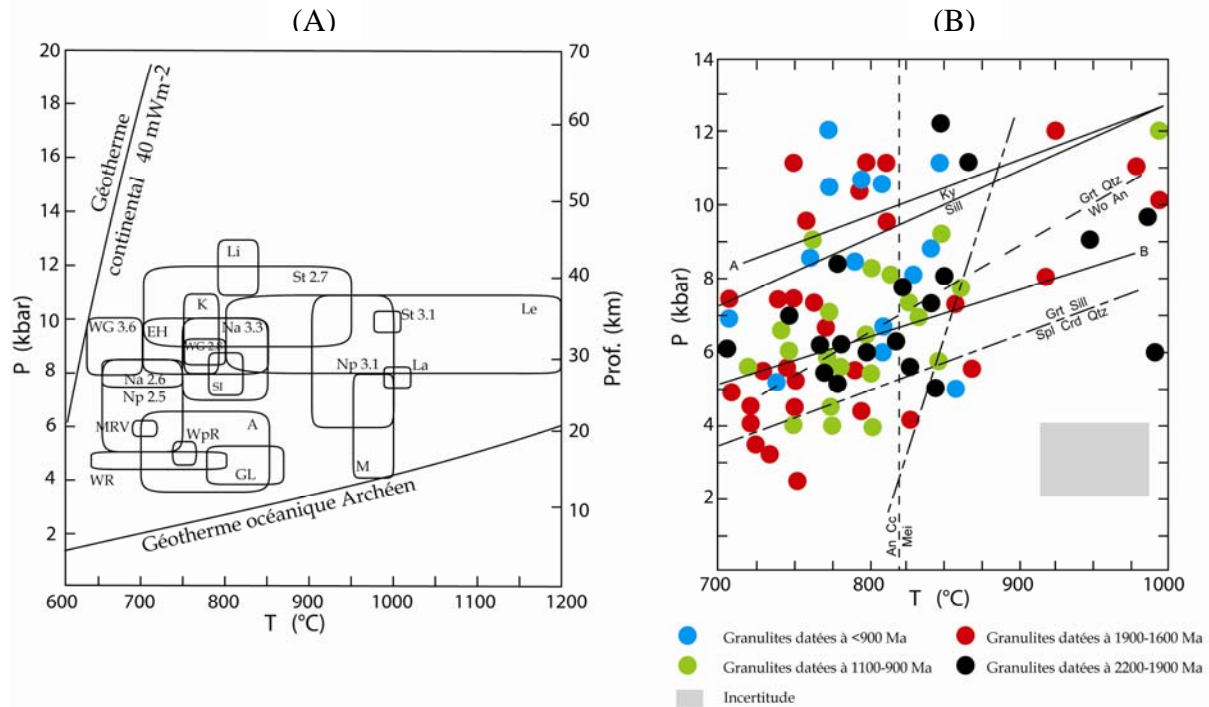 (A)
20
18
16
14
12
10
8
6
4
2
P (kbar)
70
60
50
40
30
20
10
Prof. (km)
Géotherme
continental 40 mWm-2
Li
St 2.7
K
WG 3.6
EH
Na 3.3
St 3.1
Le
SI
Np 3.1
La
Na 2.6
Np 2.5
MRV
A
WpR
WR
GL
M
Géotherme océanique Archéen
600
700
800
900
1000
1100
1200
T (°C)
(B)
14
12
10
8
6
4
2
P (kbar)
Ky
Sill
Grt Qtz
Wo An
A
B
Grt Sill
Spl Crd Qtz
An Cc
Mei
700
800
900
1000
T (°C)
Granulites datées à <900 Ma
Granulites datées à 1900-1600 Ma
Granulites datées à 1100-900 Ma
Granulites datées à 2200-1900 Ma
Incertitude